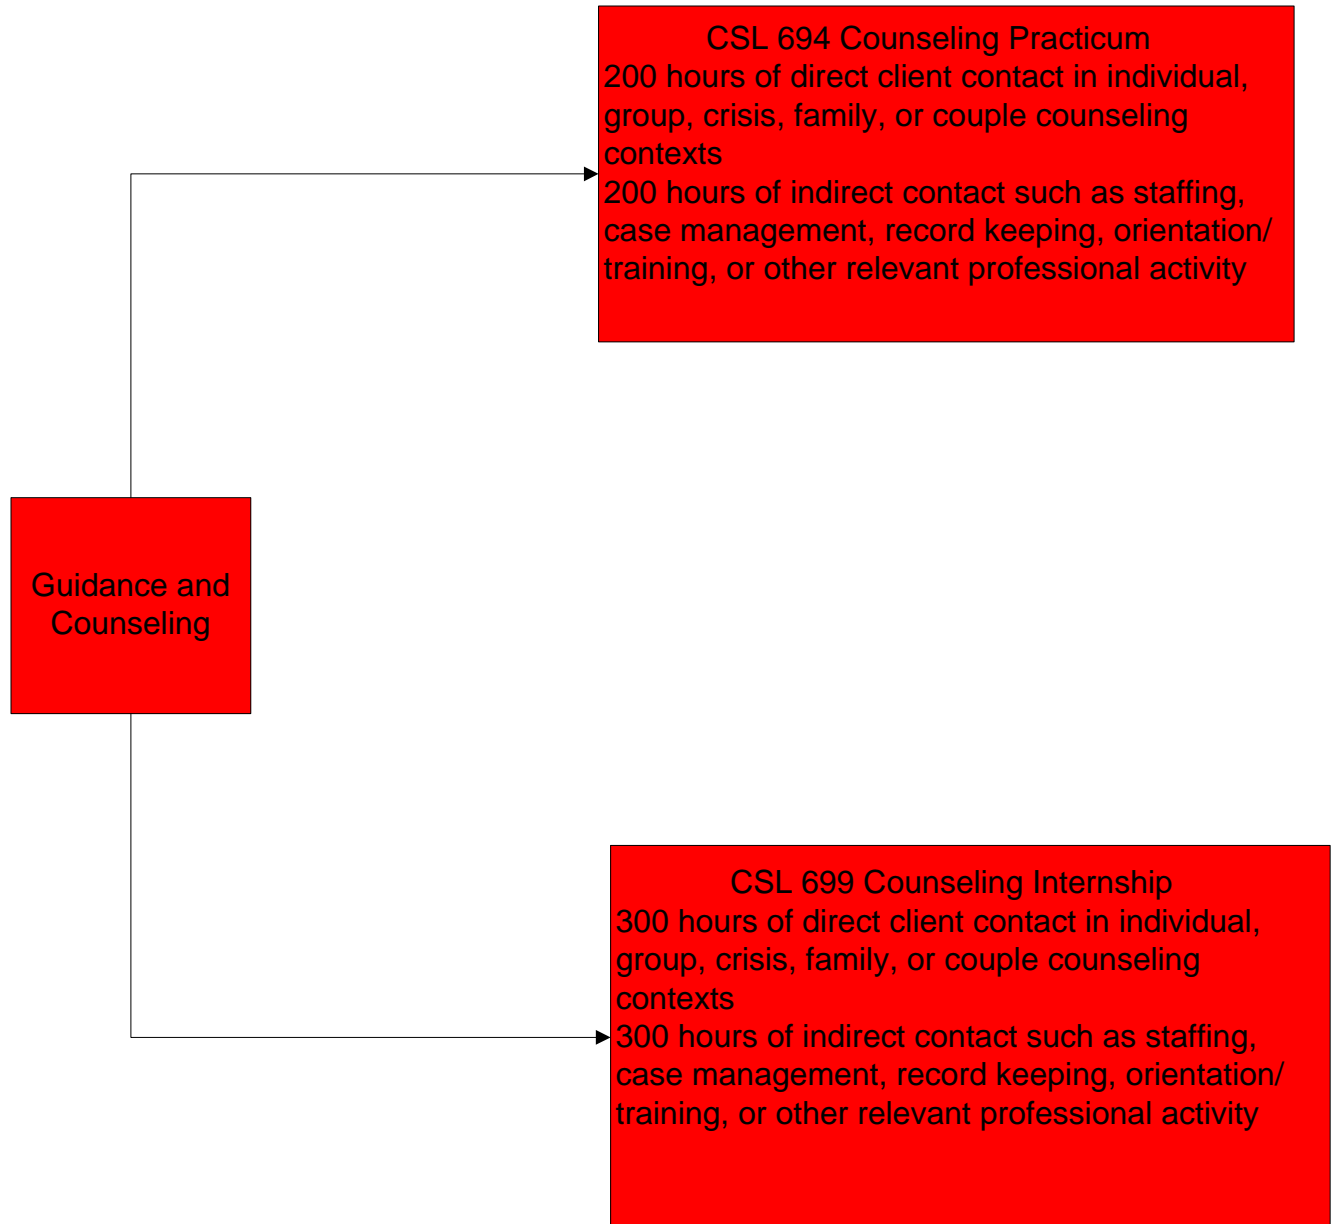 CSL 694 Counseling Practicum
200 hours of direct client contact in individual,
group, crisis, family, or couple counseling
contexts
200 hours of indirect contact such as staffing,
case management, record keeping, orientation/
training, or other relevant professional activity
Guidance and
Counseling
CSL 699 Counseling Internship
300 hours of direct client contact in individual,
group, crisis, family, or couple counseling
contexts
300 hours of indirect contact such as staffing,
case management, record keeping, orientation/
training, or other relevant professional activity